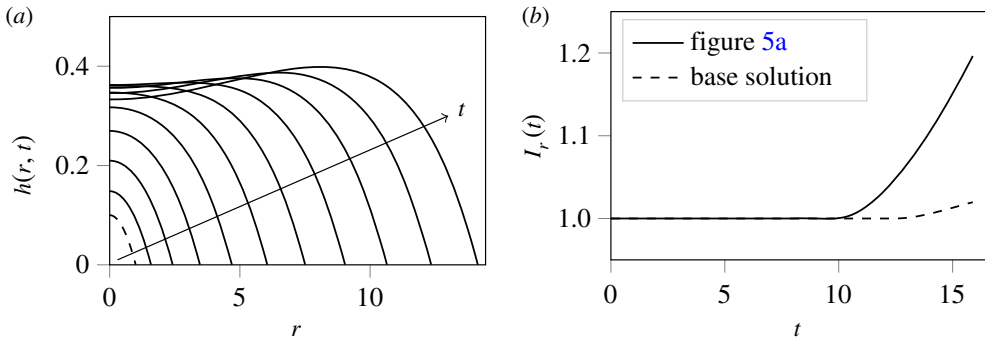 (a)
h(r, t)
0.4
0.2
0
t
0
5
10
r
(b)
I_r(t)
1.2
1.1
1.0
figure 5a
base solution
0
5
10
15
t